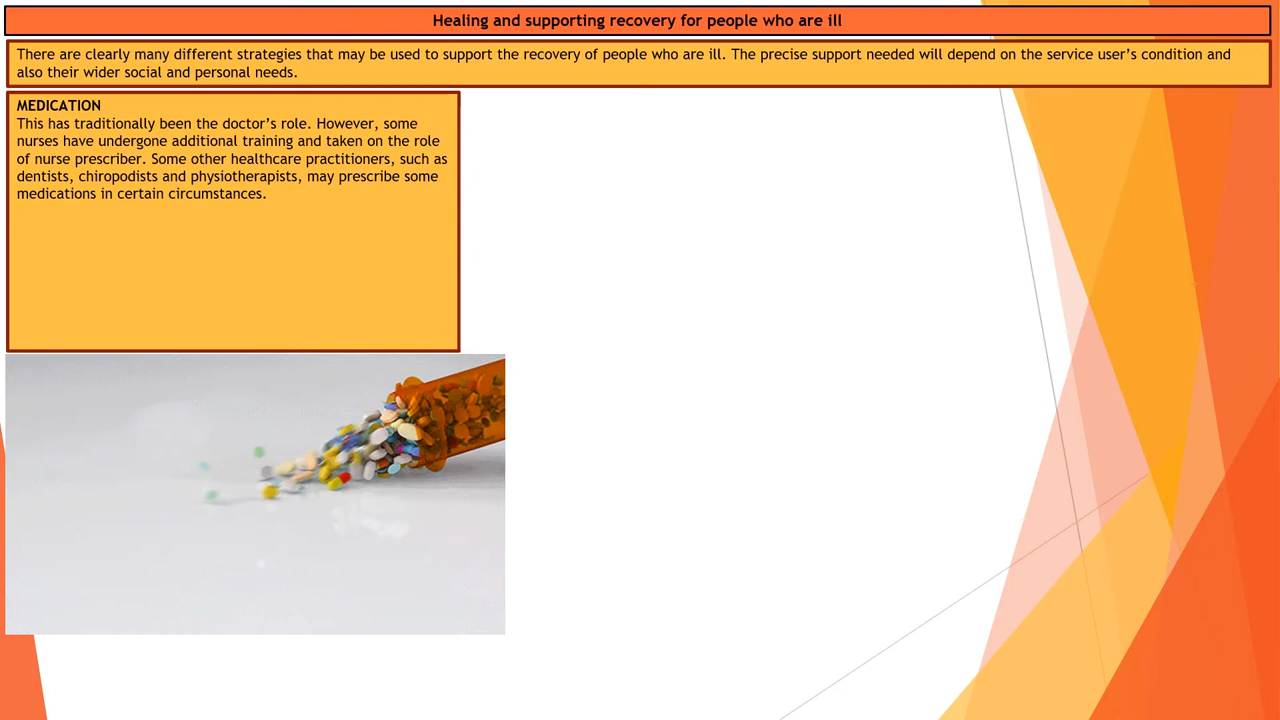 Healing and supporting recovery for people who are ill
There are clearly many different strategies that may be used to support the recovery of people who are ill. The precise support needed will depend on the service user’s condition and
also their wider social and personal needs.
MEDICATION
This has traditionally been the doctor’s role. However, some
nurses have undergone additional training and taken on the role
of nurse prescriber. Some other healthcare practitioners, such as
dentists, chiropodists and physiotherapists, may prescribe some
medications in certain circumstances.